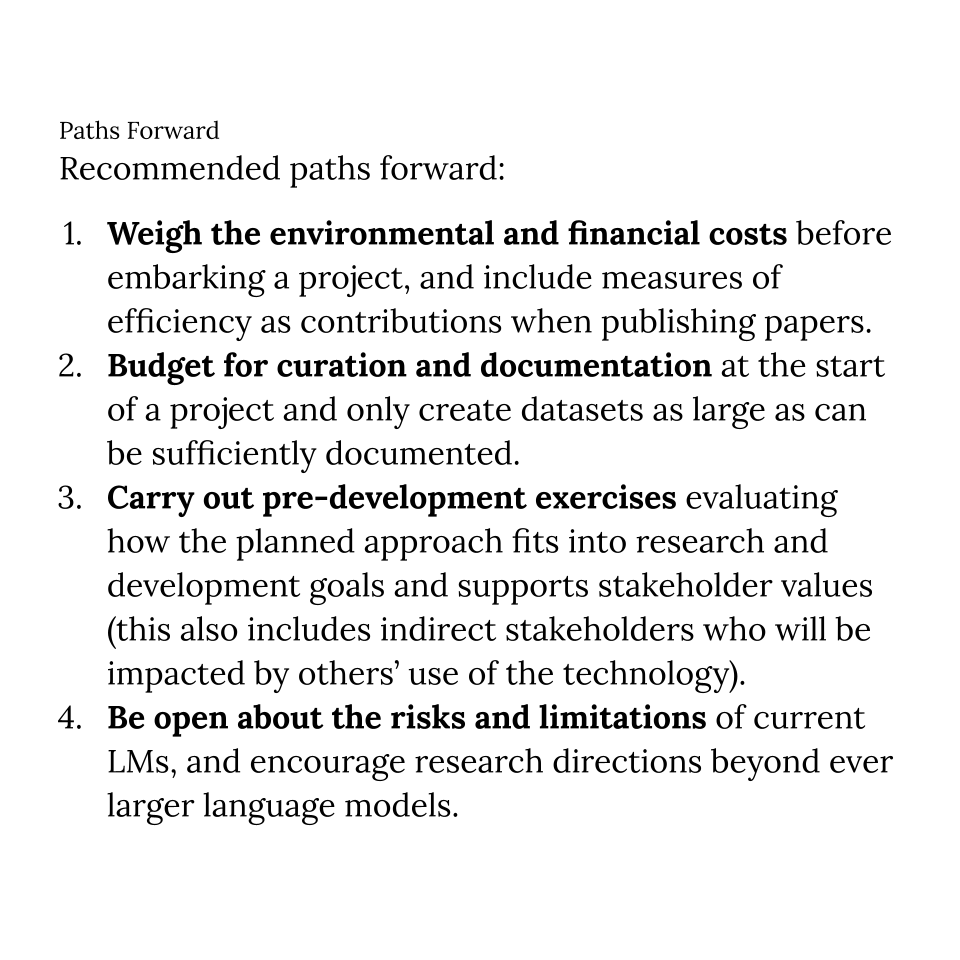 Paths Forward
Recommended paths forward:
1. Weigh the environmental and financial costs before
embarking a project, and include measures of
efficiency as contributions when publishing papers.
2. Budget for curation and documentation at the start
of a project and only create datasets as large as can
be sufficiently documented.
3. Carry out pre-development exercises evaluating
how the planned approach fits into research and
development goals and supports stakeholder values
(this also includes indirect stakeholders who will be
impacted by others’ use of the technology).
4. Be open about the risks and limitations of current
LMs, and encourage research directions beyond ever
larger language models.